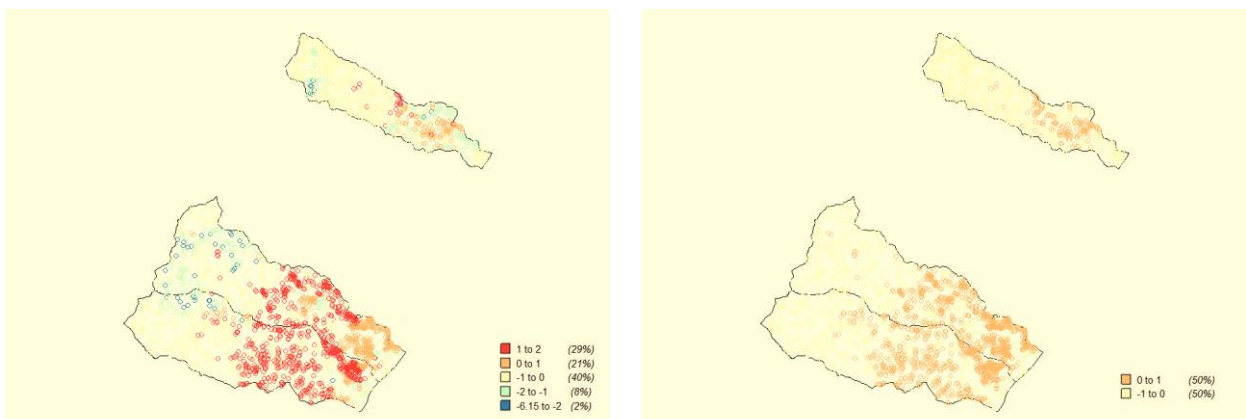 1 to 2 (29%)
0 to 1 (21%)
-1 to 0 (40%)
-2 to -1 (8%)
-6.15 to -2 (2%)
0 to 1 (50%)
-1 to 0 (50%)